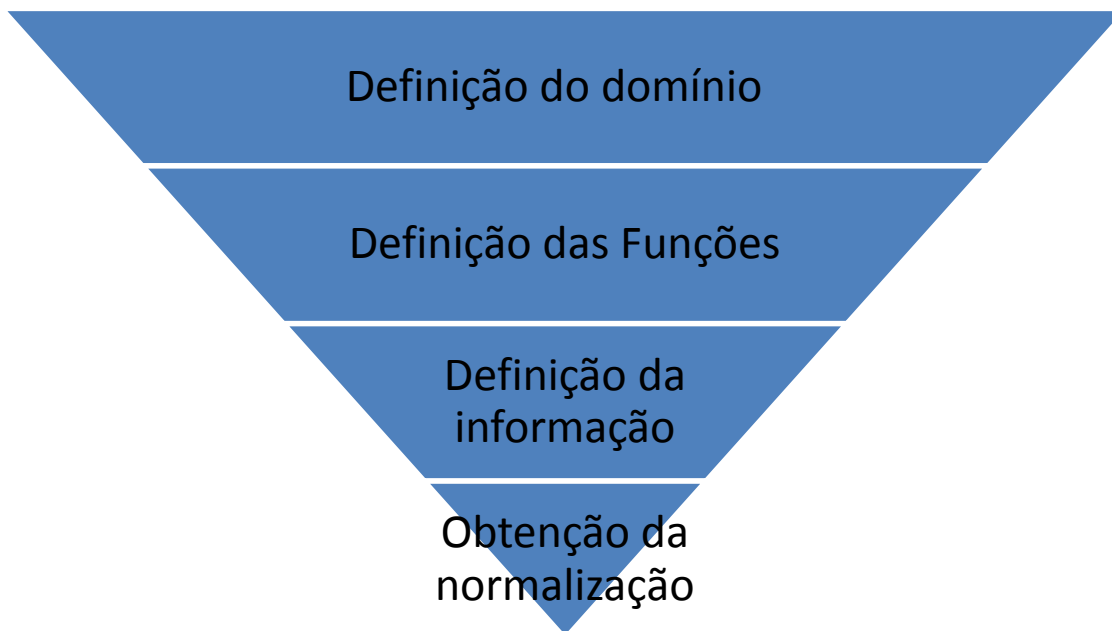 Definição do domínio
Definição das Funções
Definição da
informação
Obtenção da
normalização